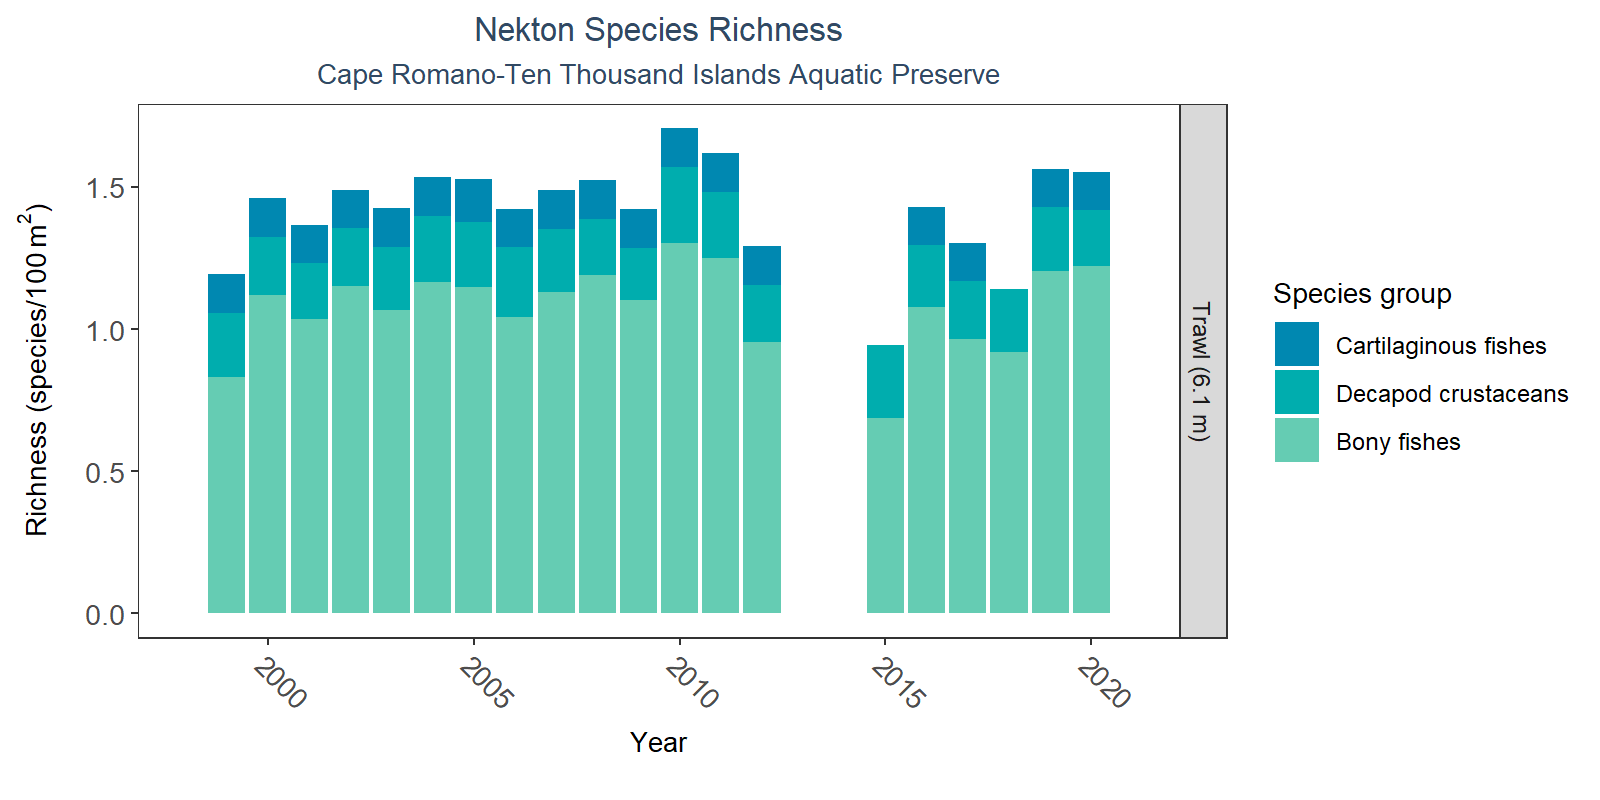 Nekton Species Richness
Cape Romano-Ten Thousand Islands Aquatic Preserve
Richness (species/100 m²)
1.5
1.0
0.5
0.0
2000
2005
2010
2015
2020
Year
Trawl (6.1 m)
Species group
Cartilaginous fishes
Decapod crustaceans
Bony fishes